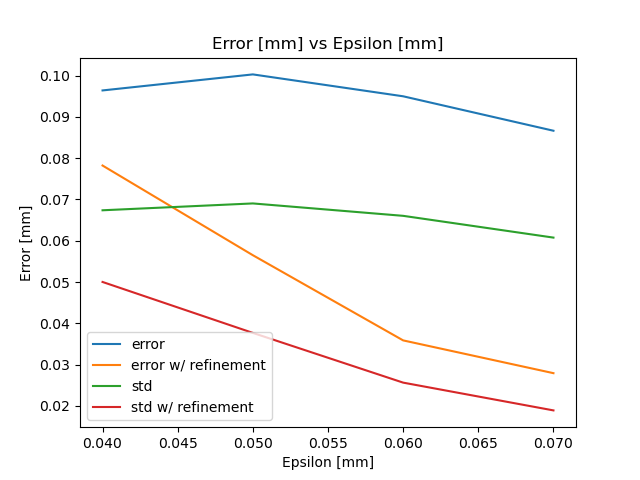 Error [mm] vs Epsilon [mm]
Error [mm]
0.10
0.09
0.08
0.07
0.06
0.05
0.04
0.03
0.02
error
error w/ refinement
std
std w/ refinement
0.040 0.045 0.050 0.055 0.060 0.065 0.070
Epsilon [mm]